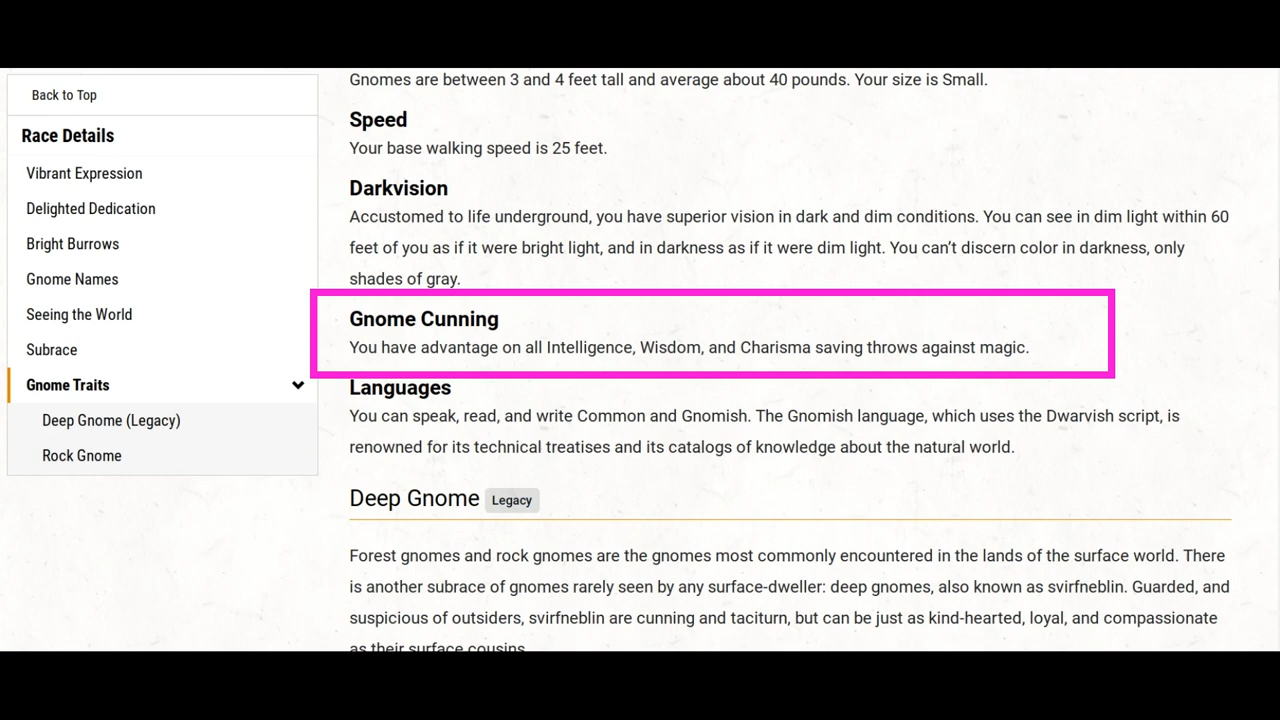 Back to Top
Race Details
Vibrant Expression
Delighted Dedication
Bright Burrows
Gnome Names
Seeing the World
Subrace
Gnome Traits
Deep Gnome (Legacy)
Rock Gnome
Gnomes are between 3 and 4 feet tall and average about 40 pounds. Your size is Small.
Speed
Your base walking speed is 25 feet.
Darkvision
Accustomed to life underground, you have superior vision in dark and dim conditions. You can see in dim light within 60
feet of you as if it were bright light, and in darkness as if it were dim light. You can’t discern color in darkness, only
shades of gray.
Gnome Cunning
You have advantage on all Intelligence, Wisdom, and Charisma saving throws against magic.
Languages
You can speak, read, and write Common and Gnomish. The Gnomish language, which uses the Dwarvish script, is
renowned for its technical treatises and its catalogs of knowledge about the natural world.
Deep Gnome Legacy
Forest gnomes and rock gnomes are the gnomes most commonly encountered in the lands of the surface world. There
is another subrace of gnomes rarely seen by any surface-dweller: deep gnomes, also known as svirfneblin. Guarded, and
suspicious of outsiders, svirfneblin are cunning and taciturn, but can be just as kind-hearted, loyal, and compassionate
as their surface cousins.